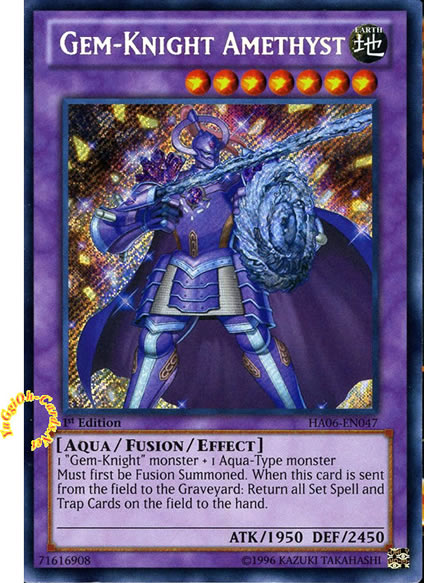 GEM-KNIGHT AMETHYST
EARTH
地
YuGgiOh-Cards.Net
1st Edition
HA06-EN047
[AQUA / FUSION / EFFECT]
1 "Gem-Knight" monster + 1 Aqua-Type monster
Must first be Fusion Summoned. When this card is sent
from the field to the Graveyard: Return all Set Spell and
Trap Cards on the field to the hand.
ATK/1950 DEF/2450
71616908
©1996 KAZUKI TAKAHASHI